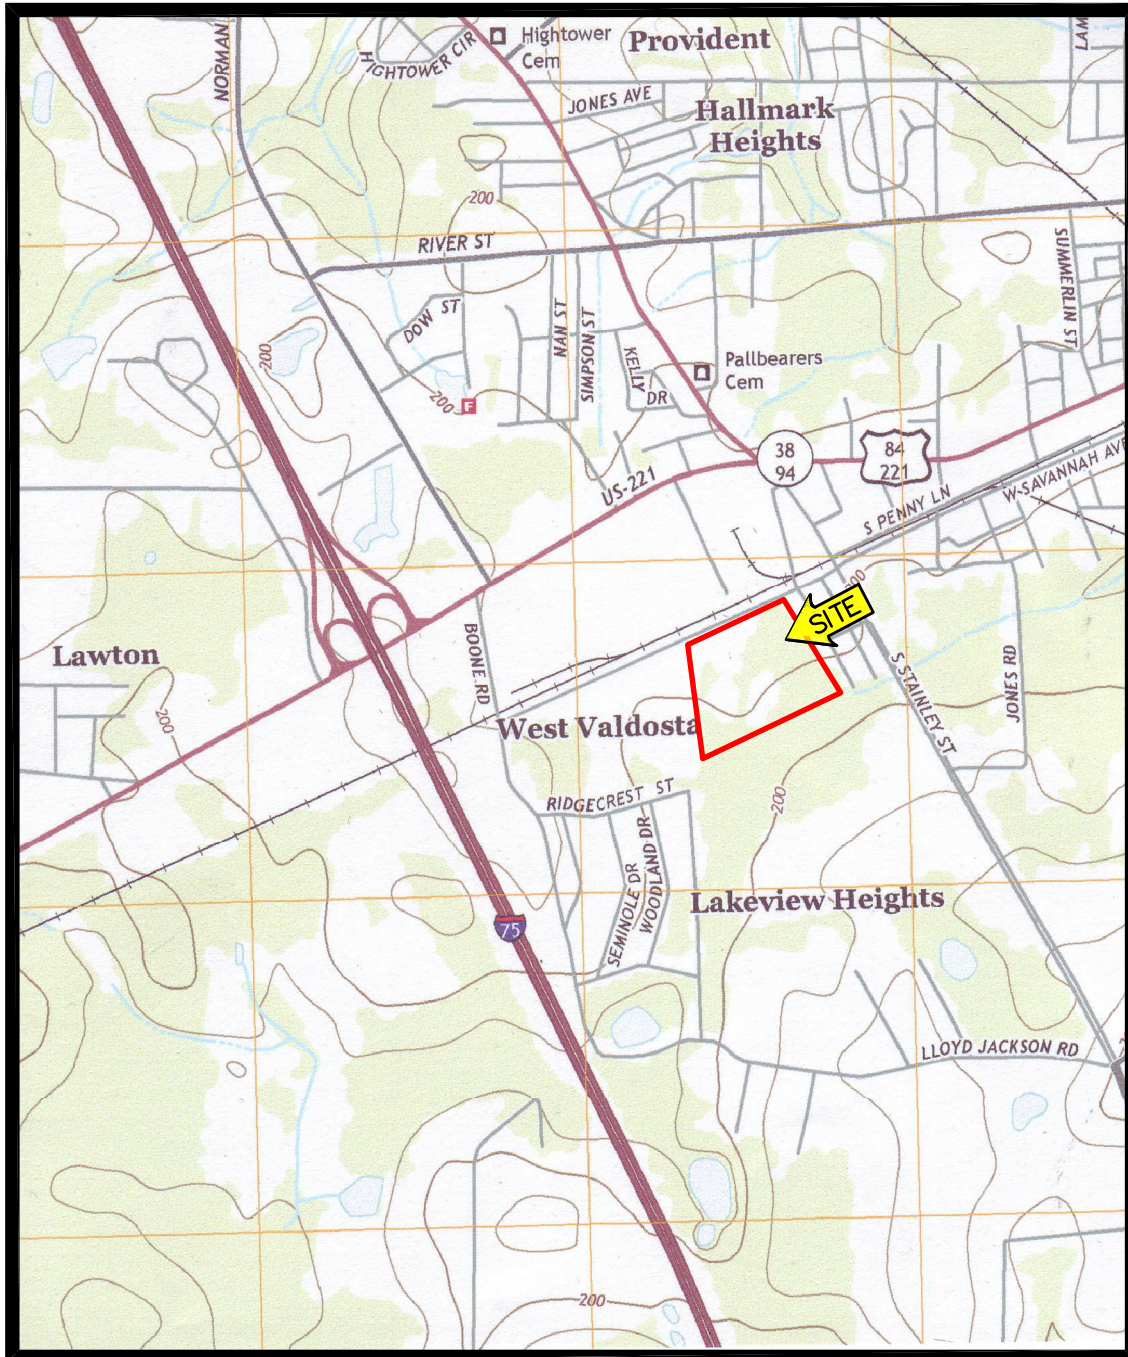 NORMAN
HIGHTOWER CIR
Hightower
Cem
Provident
LAM
JONES AVE
Hallmark
Heights
200
RIVER ST
SUMMERLIN ST
DOW ST
NAN ST
SIMPSON ST
200
KELLY
DR
Pallbearers
Cem
200
F
38
94
84
221
US-221
S PENNY LN
W SAVANNAH AVE
200
SITE
Lawton
BOONE RD
S STAINLEY ST
JONES RD
200
West Valdosta
RIDGECREST ST
200
SEMINOLE DR
WOODLAND DR
Lakeview Heights
75
LLOYD JACKSON RD
200